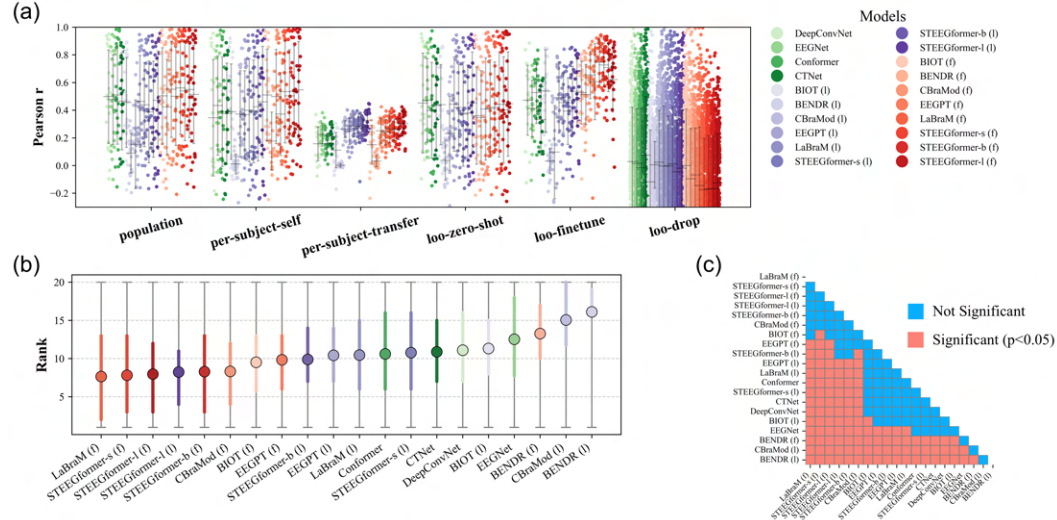 (a)
Pearson r
1.0
0.8
0.6
0.4
0.2
0.0
−0.2
population
per-subject-self
per-subject-transfer
loo-zero-shot
loo-finetune
loo-drop
Models
DeepConvNet
EEGNet
Conformer
CTNet
BIOT (l)
BENDR (l)
CBraMod (l)
EEGPT (l)
LaBraM (l)
STEEGformer-s (l)
STEEGformer-b (l)
STEEGformer-l (l)
BIOT (f)
BENDR (f)
CBraMod (f)
EEGPT (f)
LaBraM (f)
STEEGformer-s (f)
STEEGformer-b (f)
STEEGformer-l (f)
(b)
Rank
20
15
10
5
LaBraM (f)
STEEGformer-s (f)
STEEGformer-l (f)
STEEGformer-l (l)
STEEGformer-b (f)
CBraMod (f)
BIOT (f)
EEGPT (f)
STEEGformer-b (l)
EEGPT (l)
LaBraM (l)
Conformer
STEEGformer-s (l)
CTNet
DeepConvNet
BIOT (l)
EEGNet
BENDR (f)
CBraMod (l)
BENDR (l)
(c)
LaBraM (f)
STEEGformer-s (f)
STEEGformer-l (f)
STEEGformer-l (l)
STEEGformer-b (f)
CBraMod (f)
BIOT (f)
EEGPT (f)
STEEGformer-b (l)
EEGPT (l)
LaBraM (l)
Conformer
STEEGformer-s (l)
CTNet
DeepConvNet
BIOT (l)
EEGNet
BENDR (f)
CBraMod (l)
BENDR (l)
Not Significant
Significant (p<0.05)